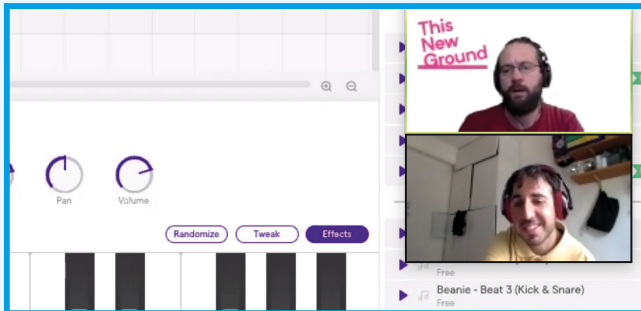 This
New
Ground
Pan
Volume
Randomize
Tweak
Effects
Free
Beanie - Beat 3 (Kick & Snare)
Free